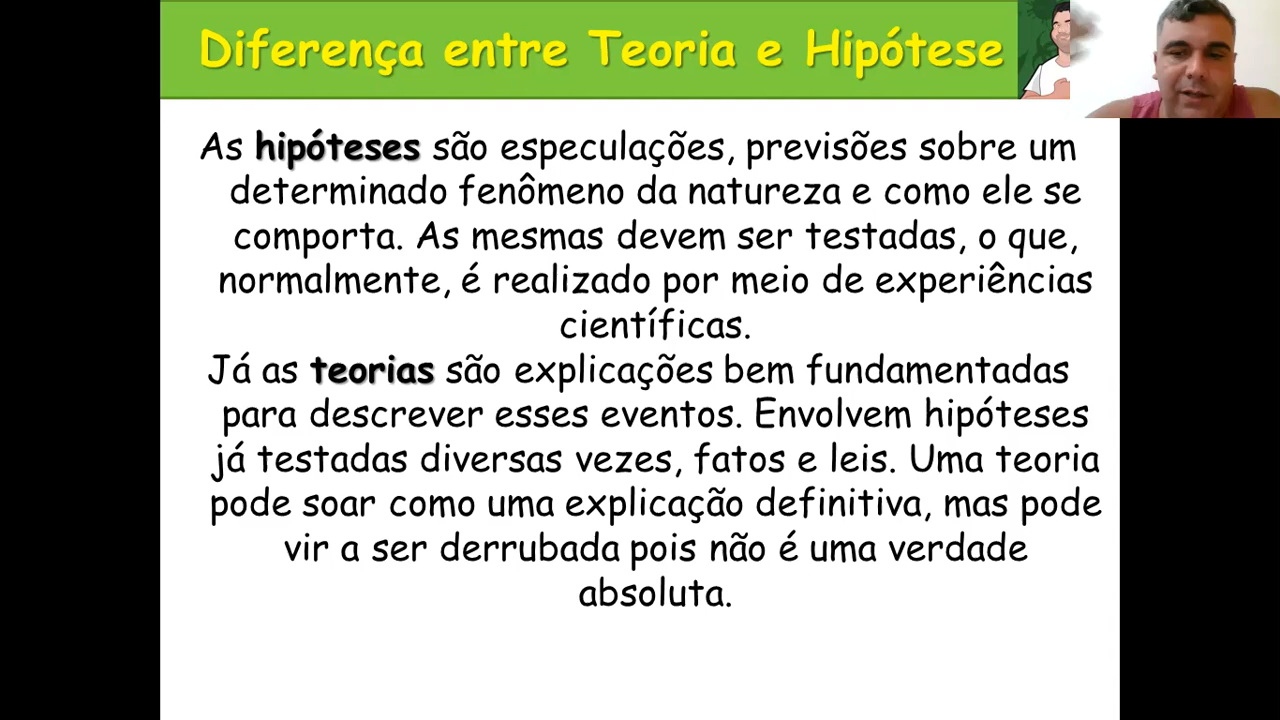 Diferença entre Teoria e Hipótese
As hipóteses são especulações, previsões sobre um
determinado fenômeno da natureza e como ele se
comporta. As mesmas devem ser testadas, o que,
normalmente, é realizado por meio de experiências
científicas.
Já as teorias são explicações bem fundamentadas
para descrever esses eventos. Envolvem hipóteses
já testadas diversas vezes, fatos e leis. Uma teoria
pode soar como uma explicação definitiva, mas pode
vir a ser derrubada pois não é uma verdade
absoluta.